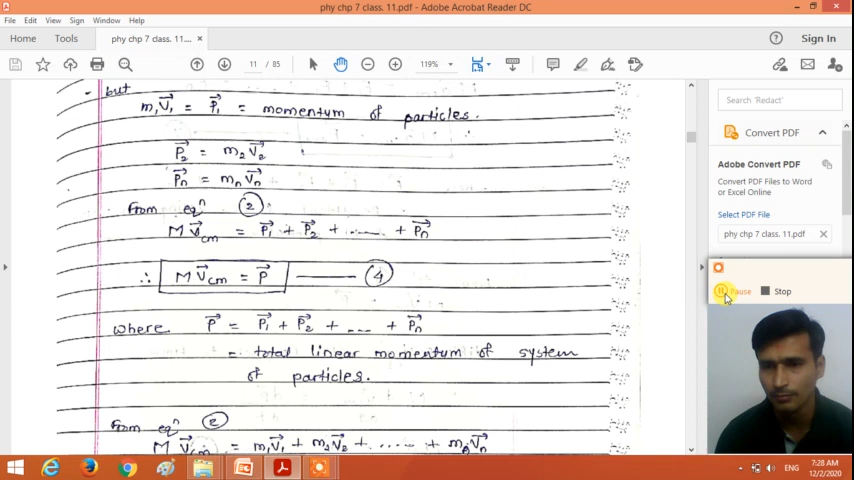 phy chp 7 class. 11.pdf - Adobe Acrobat Reader DC
File Edit View Sign Window Help
Home Tools phy chp 7 class. 11.... × Sign In
11 / 85 119%
but
m₁V⃗₁ = P⃗₁ = momentum of particles.
P⃗₂ = m₂V⃗₂
P⃗n = mnV⃗n
From eqⁿ (2)
M V⃗cm = P⃗₁ + P⃗₂ + ...... + P⃗n
∴ M V⃗cm = P⃗ —— (4)
where P⃗ = P⃗₁ + P⃗₂ + ... + P⃗n
= total linear momentum of system
of particles.
From eqⁿ (2)
M V⃗cm = m₁V⃗₁ + m₂V⃗₂ + ...... + mnV⃗n
Search 'Redact'
Convert PDF
Adobe Convert PDF
Convert PDF Files to Word
or Excel Online
Select PDF File
phy chp 7 class. 11.pdf ×
Pause Stop
ENG
7:28 AM
12/2/2020